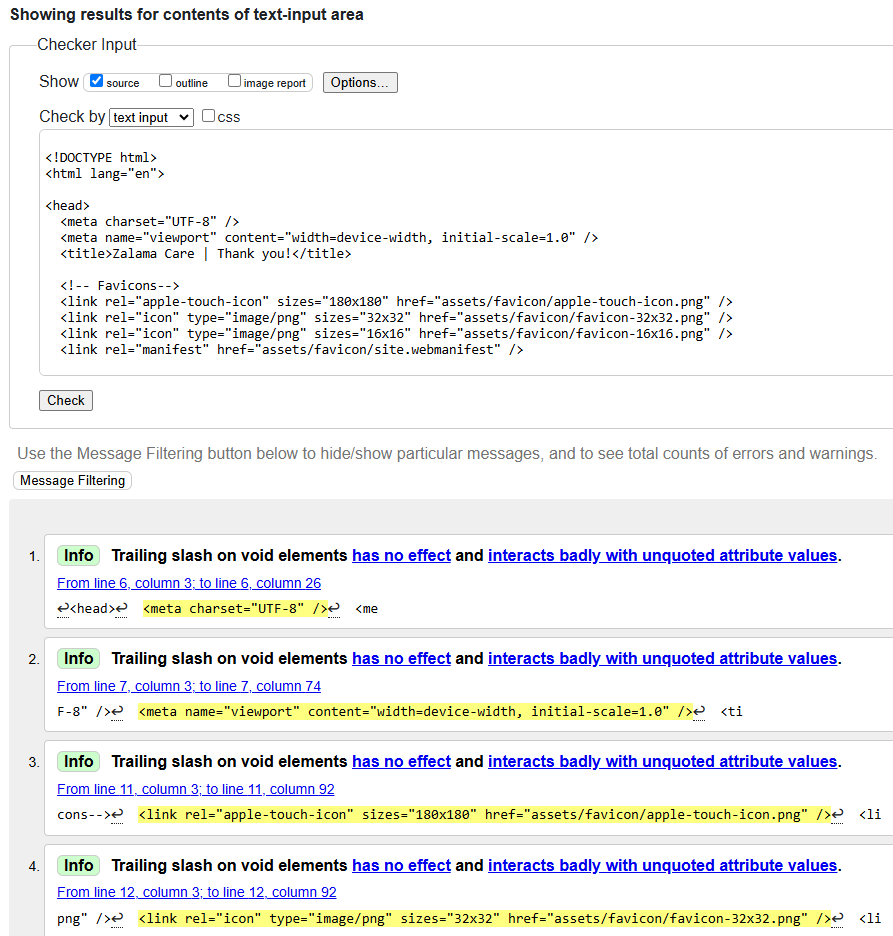 Showing results for contents of text-input area
Checker Input
Show source outline image report Options...
Check by text input css
<!DOCTYPE html>
<html lang="en">
<head>
<meta charset="UTF-8" />
<meta name="viewport" content="width=device-width, initial-scale=1.0" />
<title>Zalama Care | Thank you!</title>
<!-- Favicons-->
<link rel="apple-touch-icon" sizes="180x180" href="assets/favicon/apple-touch-icon.png" />
<link rel="icon" type="image/png" sizes="32x32" href="assets/favicon/favicon-32x32.png" />
<link rel="icon" type="image/png" sizes="16x16" href="assets/favicon/favicon-16x16.png" />
<link rel="manifest" href="assets/favicon/site.webmanifest" />
Check
Use the Message Filtering button below to hide/show particular messages, and to see total counts of errors and warnings.
Message Filtering
1. Info Trailing slash on void elements has no effect and interacts badly with unquoted attribute values.
From line 6, column 3; to line 6, column 26
↩<head>↩ <meta charset="UTF-8" />↩ <me
2. Info Trailing slash on void elements has no effect and interacts badly with unquoted attribute values.
From line 7, column 3; to line 7, column 74
F-8" />↩ <meta name="viewport" content="width=device-width, initial-scale=1.0" />↩ <ti
3. Info Trailing slash on void elements has no effect and interacts badly with unquoted attribute values.
From line 11, column 3; to line 11, column 92
cons-->↩ <link rel="apple-touch-icon" sizes="180x180" href="assets/favicon/apple-touch-icon.png" />↩ <li
4. Info Trailing slash on void elements has no effect and interacts badly with unquoted attribute values.
From line 12, column 3; to line 12, column 92
png" />↩ <link rel="icon" type="image/png" sizes="32x32" href="assets/favicon/favicon-32x32.png" />↩ <li